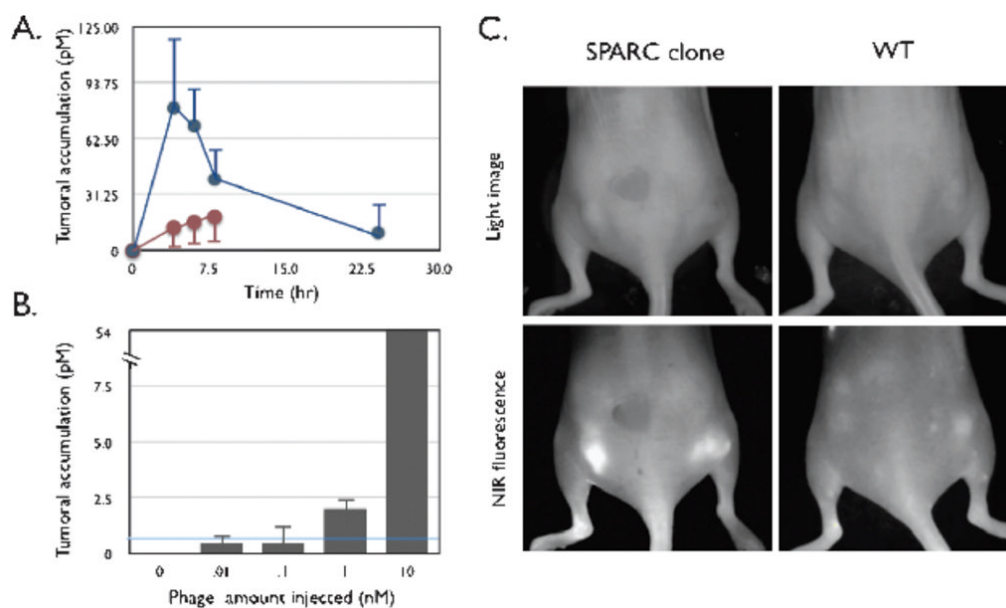 A.
Tumoral accumulation (pM)
125.00
93.75
62.50
31.25
0
0 7.5 15.0 22.5 30.0
Time (hr)
B.
Tumoral accumulation (pM)
54
7.5
5.0
2.5
0
0 .01 .1 1 10
Phage amount injected (nM)
C.
SPARC clone WT
Light image
NIR fluorescence